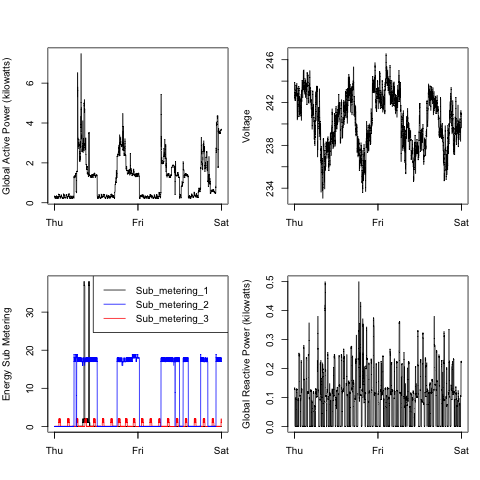 Global Active Power (kilowatts)
0 2 4 6
Thu Fri Sat
Voltage
234 238 242 246
Thu Fri Sat
Energy Sub Metering
0 10 20 30
Sub_metering_1
Sub_metering_2
Sub_metering_3
Thu Fri Sat
Global Reactive Power (kilowatts)
0.0 0.1 0.2 0.3 0.4 0.5
Thu Fri Sat